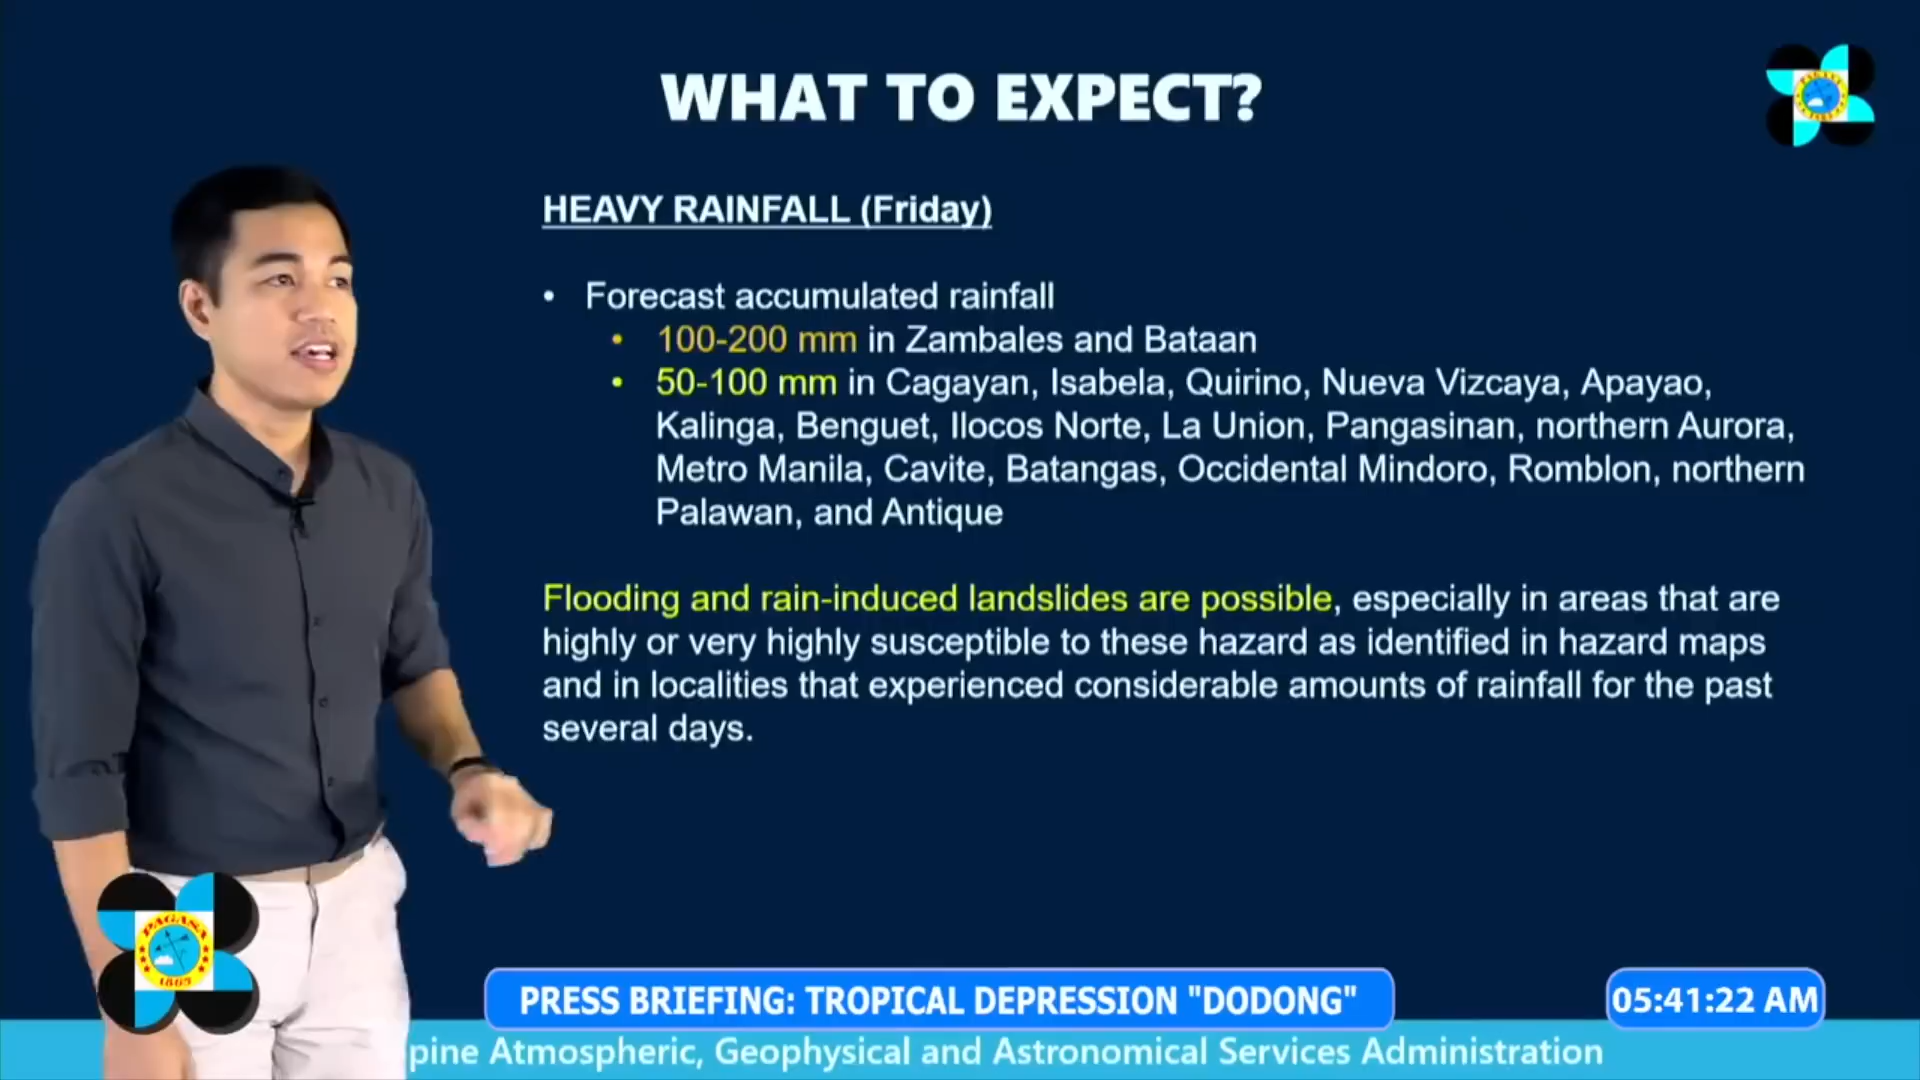 WHAT TO EXPECT?
HEAVY RAINFALL (Friday)
• Forecast accumulated rainfall
• 100-200 mm in Zambales and Bataan
• 50-100 mm in Cagayan, Isabela, Quirino, Nueva Vizcaya, Apayao,
Kalinga, Benguet, Ilocos Norte, La Union, Pangasinan, northern Aurora,
Metro Manila, Cavite, Batangas, Occidental Mindoro, Romblon, northern
Palawan, and Antique
Flooding and rain-induced landslides are possible, especially in areas that are
highly or very highly susceptible to these hazard as identified in hazard maps
and in localities that experienced considerable amounts of rainfall for the past
several days.
PAGASA
1865
PRESS BRIEFING: TROPICAL DEPRESSION "DODONG"
05:41:22 AM
pine Atmospheric, Geophysical and Astronomical Services Administration